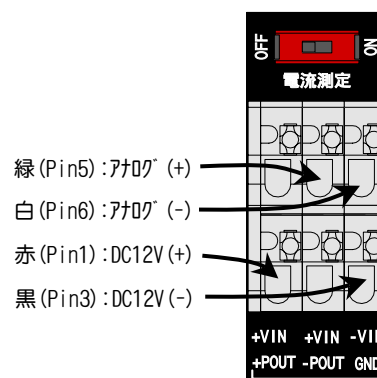 OFF ON
電流測定
緑(Pin5):ｱﾅﾛｸﾞ(+)
白(Pin6):ｱﾅﾛｸﾞ(-)
赤(Pin1):DC12V(+)
黒(Pin3):DC12V(-)
+VIN +VIN -VIN
+POUT -POUT GND